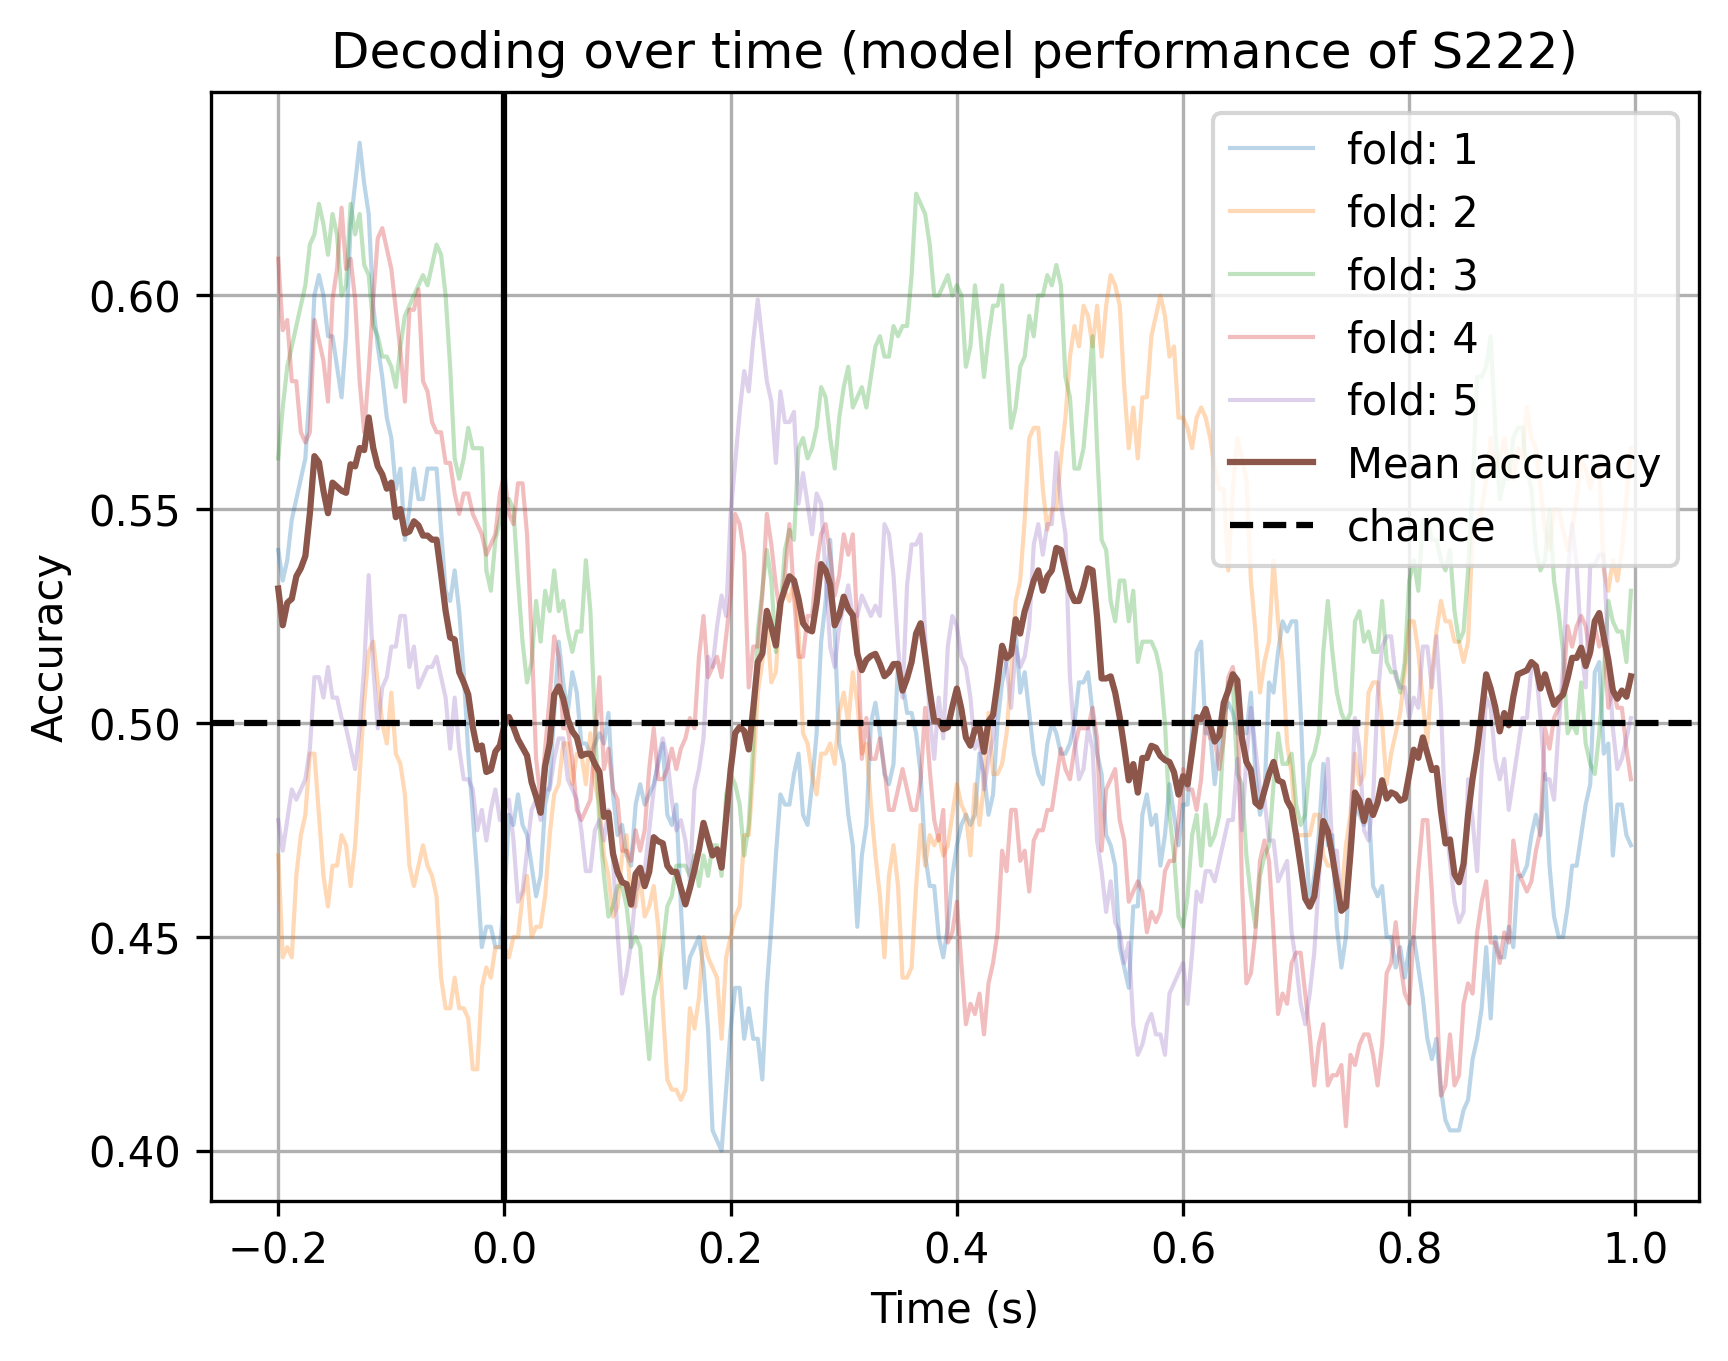 Decoding over time (model performance of S222)
fold: 1
fold: 2
fold: 3
fold: 4
fold: 5
Mean accuracy
chance
Accuracy
0.60
0.55
0.50
0.45
0.40
−0.2
0.0
0.2
0.4
0.6
0.8
1.0
Time (s)